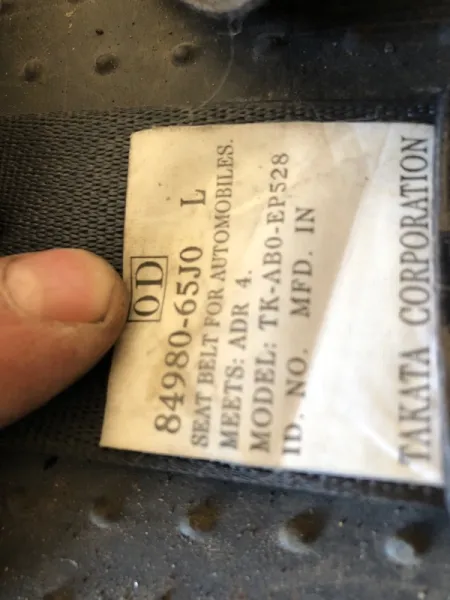 OD
84980-65J0 L
SEAT BELT FOR AUTOMOBILES.
MEETS: ADR 4.
MODEL: TK-AB0-EP528
ID. NO. MFD. IN
TAKATA CORPORATION